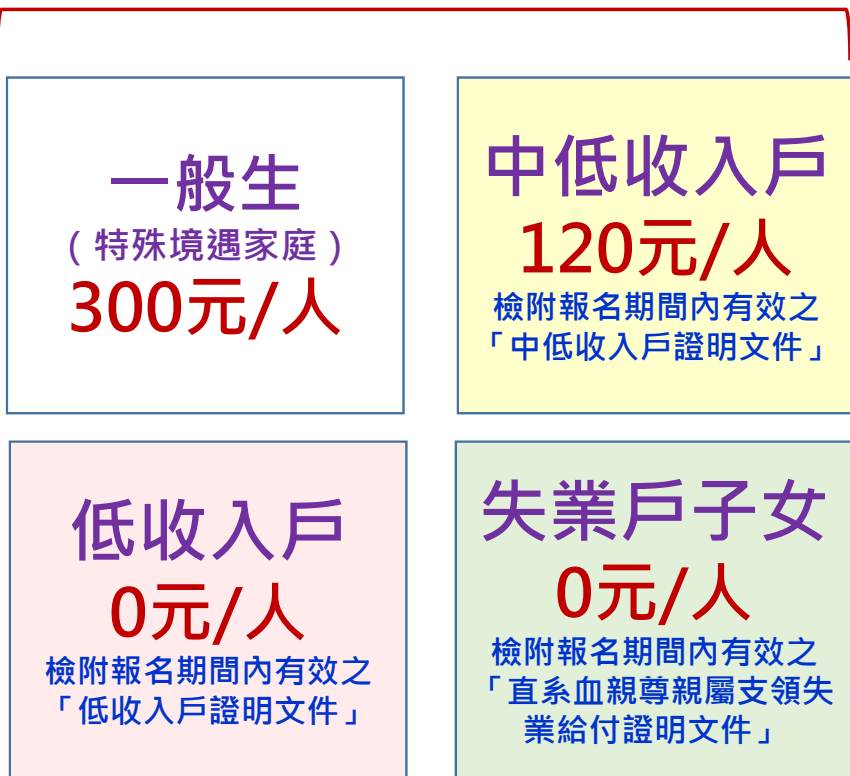 一般生
(特殊境遇家庭)
300元/人
中低收入戶
120元/人
檢附報名期間內有效之
「中低收入戶證明文件」
低收入戶
0元/人
檢附報名期間內有效之
「低收入戶證明文件」
失業戶子女
0元/人
檢附報名期間內有效之
「直系血親尊親屬支領失
業給付證明文件」